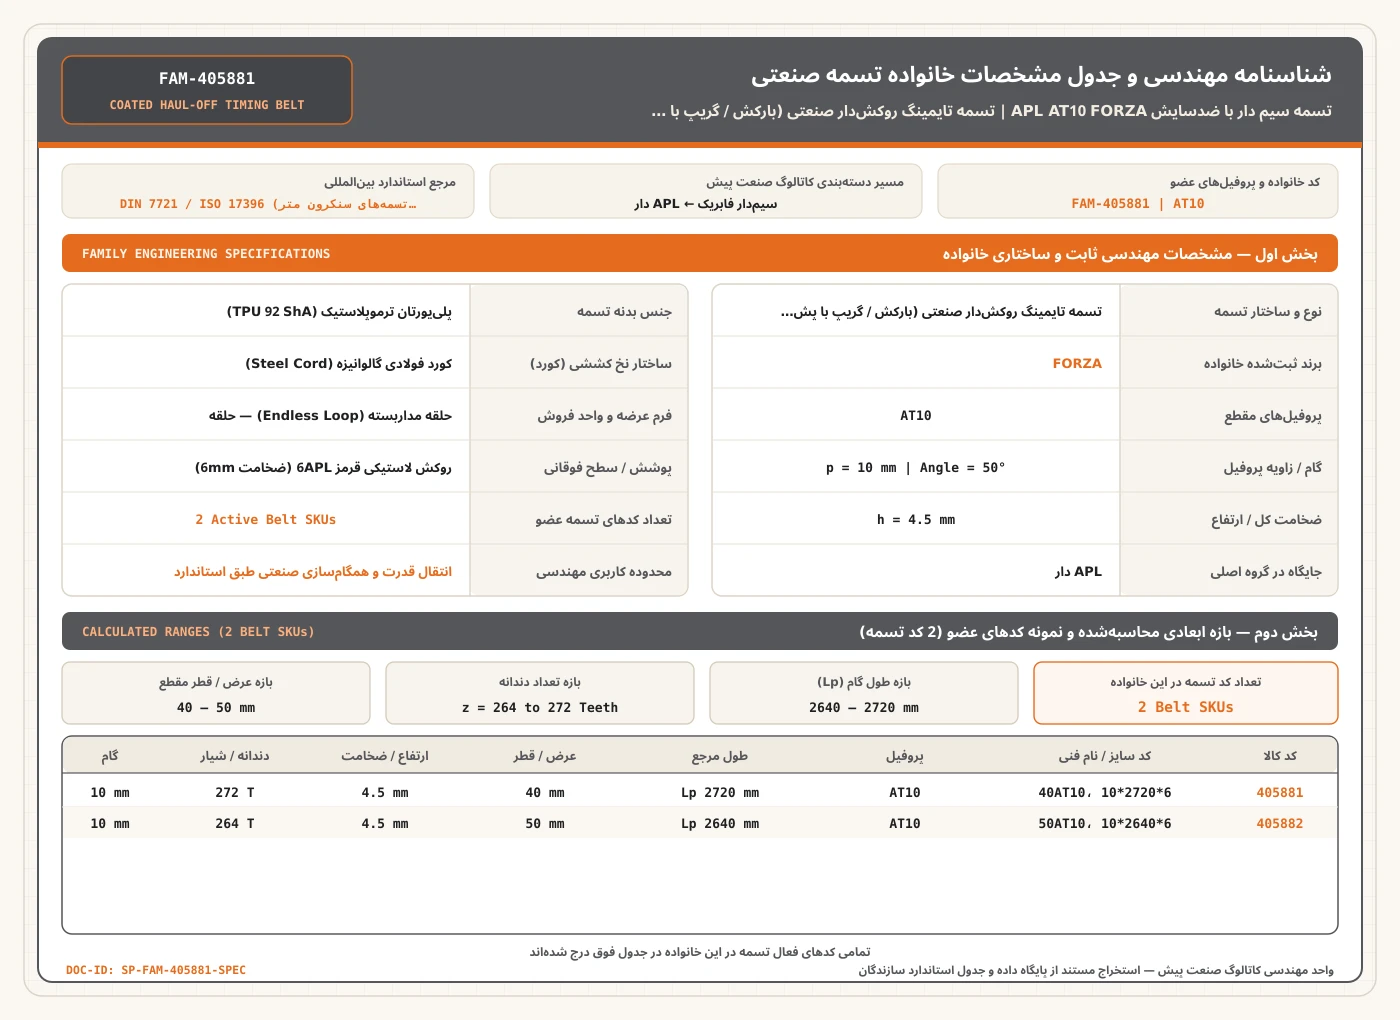 شناسنامه مهندسی و جدول مشخصات خانواده تسمه صنعتی
تسمه سیم دار با ضدسایش APL AT10 FORZA | تسمه تایمینگ روکش‌دار صنعتی (بارکش / گریپ با ...
FAM-405881
COATED HAUL-OFF TIMING BELT
کد خانواده و پروفیل‌های عضو
FAM-405881 | AT10
مسیر دسته‌بندی کاتالوگ صنعت پیش
سیم‌دار فابریک ← APL دار
مرجع استاندارد بین‌المللی
DIN 7721 / ISO 17396 (تسمه‌های سنکرون متر...
بخش اول — مشخصات مهندسی ثابت و ساختاری خانواده
FAMILY ENGINEERING SPECIFICATIONS
نوع و ساختار تسمه
تسمه تایمینگ روکش‌دار صنعتی (بارکش / گریپ با پش...
برند ثبت‌شده خانواده
FORZA
پروفیل‌های مقطع
AT10
گام / زاویه پروفیل
p = 10 mm | Angle = 50°
ضخامت کل / ارتفاع
h = 4.5 mm
جایگاه در گروه اصلی
APL دار
جنس بدنه تسمه
پلی‌یورتان ترموپلاستیک (TPU 92 ShA)
ساختار نخ کششی (کورد)
کورد فولادی گالوانیزه (Steel Cord)
فرم عرضه و واحد فروش
حلقه مداربسته (Endless Loop) — حلقه
پوشش / سطح فوقانی
روکش لاستیکی قرمز 6APL (ضخامت 6mm)
تعداد کدهای تسمه عضو
2 Active Belt SKUs
محدوده کاربری مهندسی
انتقال قدرت و همگام‌سازی صنعتی طبق استاندارد
بخش دوم — بازه ابعادی محاسبه‌شده و نمونه کدهای عضو (2 کد تسمه)
CALCULATED RANGES (2 BELT SKUs)
تعداد کد تسمه در این خانواده
2 Belt SKUs
بازه طول گام (Lp)
2640 – 2720 mm
بازه تعداد دندانه
z = 264 to 272 Teeth
بازه عرض / قطر مقطع
40 – 50 mm
کد کالا | کد سایز / نام فنی | پروفیل | طول مرجع | عرض / قطر | ارتفاع / ضخامت | دندانه / شیار | گام
405881 | 40AT10، 10*2720*6 | AT10 | Lp 2720 mm | 40 mm | 4.5 mm | 272 T | 10 mm
405882 | 50AT10، 10*2640*6 | AT10 | Lp 2640 mm | 50 mm | 4.5 mm | 264 T | 10 mm
تمامی کدهای فعال تسمه در این خانواده در جدول فوق درج شده‌اند
واحد مهندسی کاتالوگ صنعت پیش — استخراج مستند از پایگاه داده و جدول استاندارد سازندگان
DOC-ID: SP-FAM-405881-SPEC